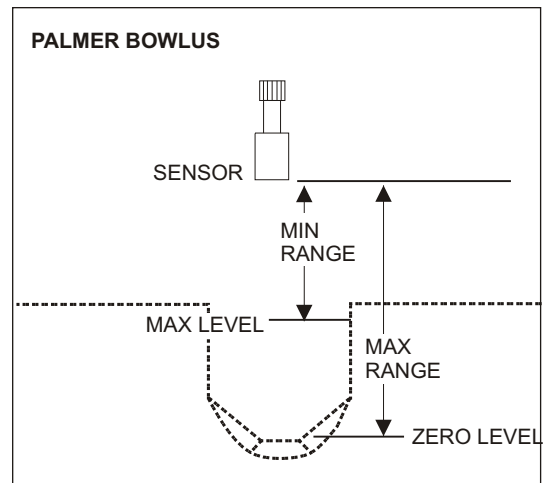 PALMER BOWLUS
SENSOR
MIN
RANGE
MAX LEVEL
MAX
RANGE
ZERO LEVEL